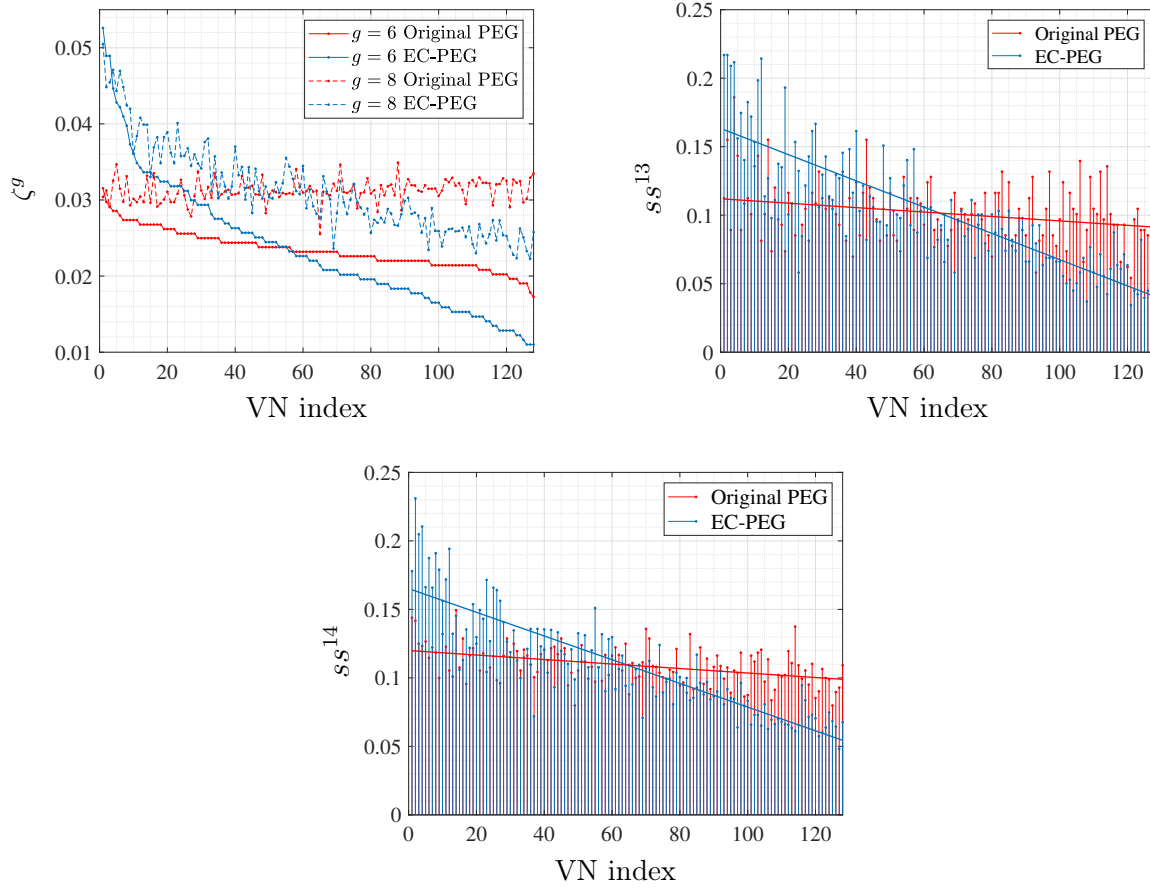 0.05
0.04
0.03
0.02
0.01
ζ^g
0 20 40 60 80 100 120
VN index
g = 6 Original PEG
g = 6 EC-PEG
g = 8 Original PEG
g = 8 EC-PEG
0.25
0.2
0.15
0.1
0.05
0
ss^13
0 20 40 60 80 100 120
VN index
Original PEG
EC-PEG
0.25
0.2
0.15
0.1
0.05
0
ss^14
0 20 40 60 80 100 120
VN index
Original PEG
EC-PEG